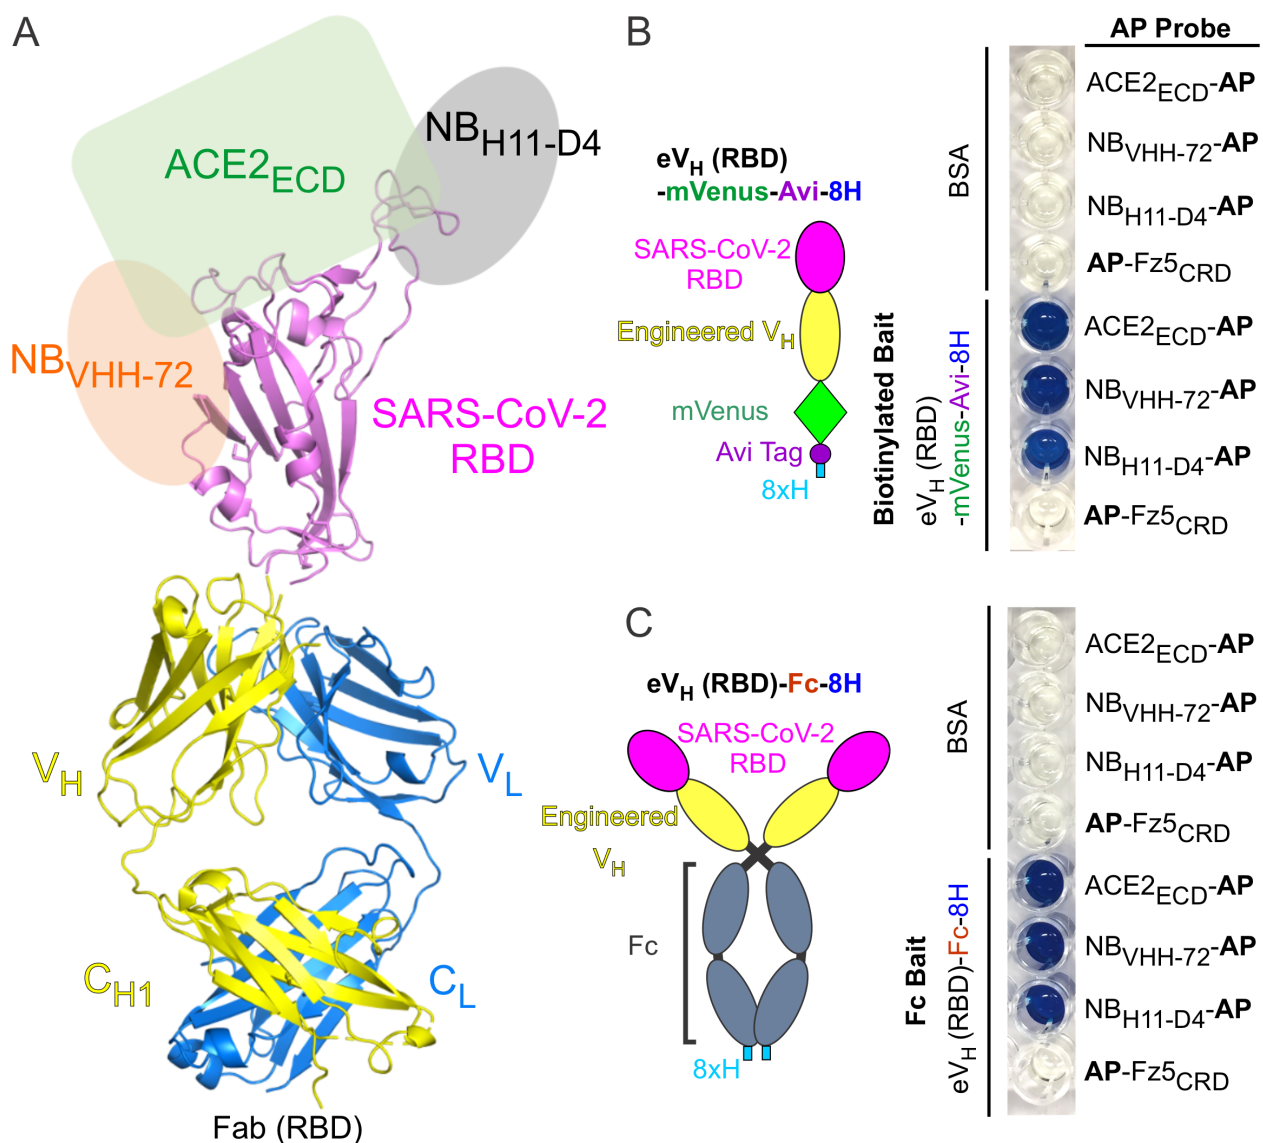 A
ACE2ECD
NBH11-D4
NBVHH-72
SARS-CoV-2
RBD
VH
VL
CH1
CL
Fab (RBD)
B
eVH (RBD)
-mVenus-Avi-8H
SARS-CoV-2
RBD
Engineered VH
mVenus
Avi Tag
8xH
AP Probe
BSA
ACE2ECD-AP
NBVHH-72-AP
NBH11-D4-AP
AP-Fz5CRD
Biotinylated Bait
eVH (RBD)
-mVenus-Avi-8H
ACE2ECD-AP
NBVHH-72-AP
NBH11-D4-AP
AP-Fz5CRD
C
eVH (RBD)-Fc-8H
SARS-CoV-2
RBD
Engineered
VH
Fc
8xH
BSA
ACE2ECD-AP
NBVHH-72-AP
NBH11-D4-AP
AP-Fz5CRD
Fc Bait
eVH (RBD)-Fc-8H
ACE2ECD-AP
NBVHH-72-AP
NBH11-D4-AP
AP-Fz5CRD